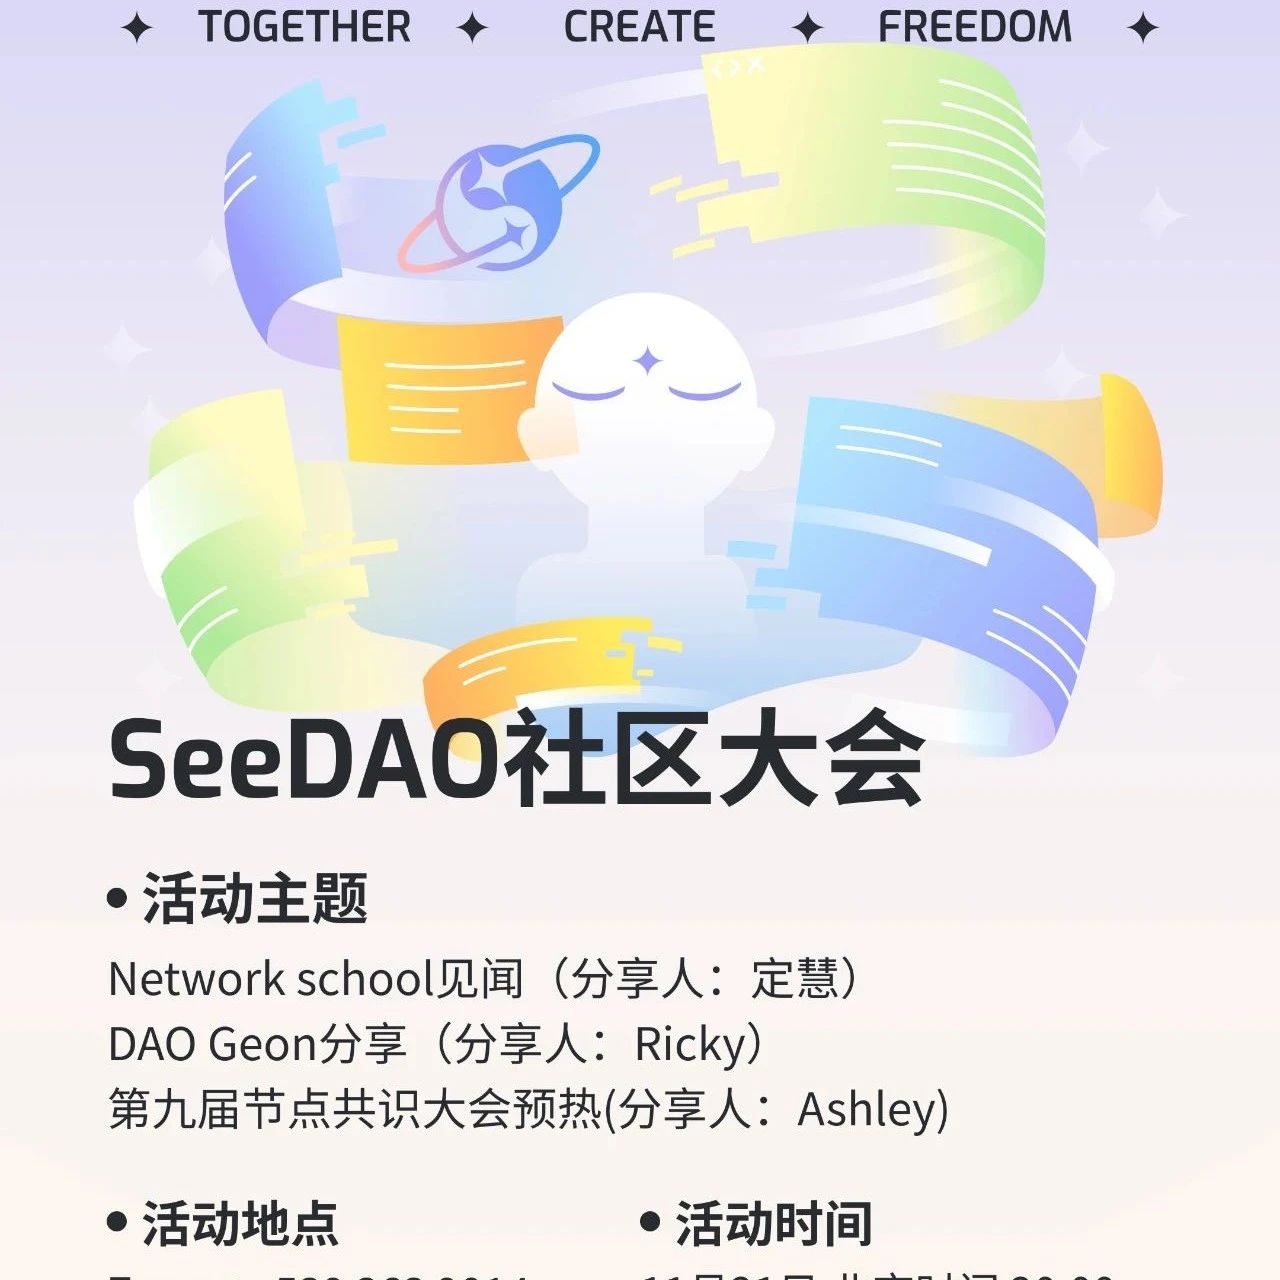 TOGETHER CREATE FREEDOM
SeeDAO社区大会
活动主题
Network school见闻（分享人：定慧）
DAO Geon分享（分享人：Ricky）
第九届节点共识大会预热(分享人：Ashley)
活动地点
活动时间